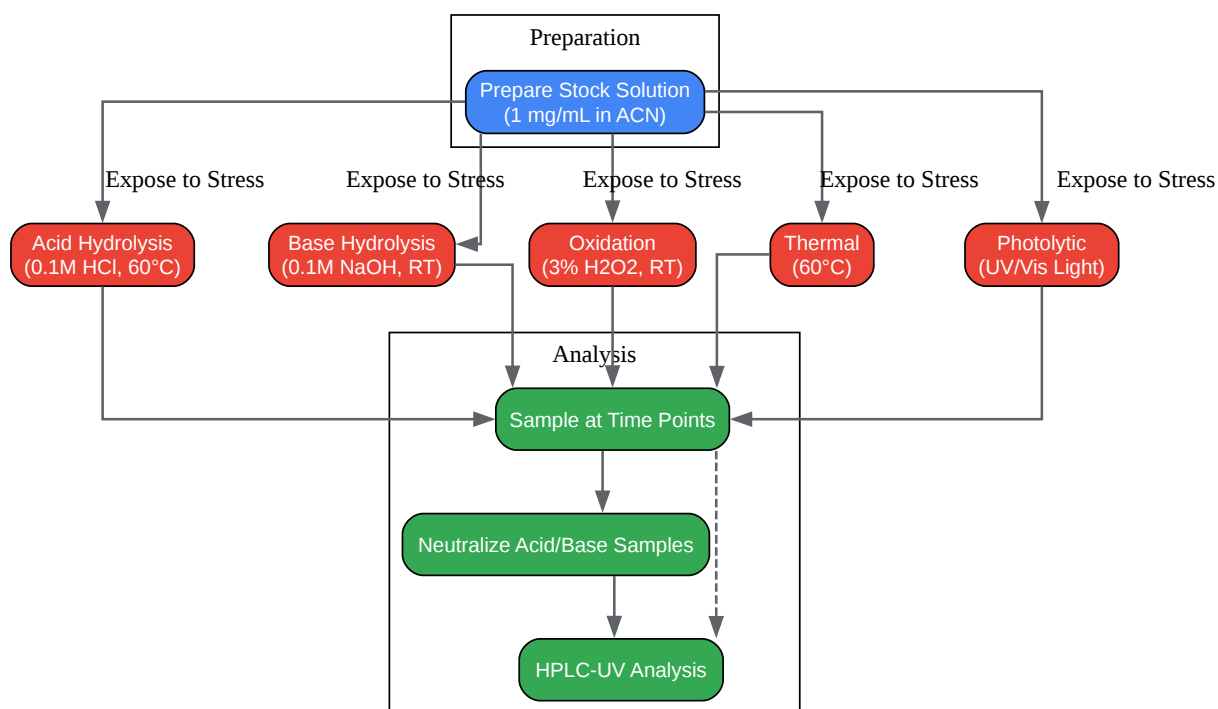 Preparation
Prepare Stock Solution
(1 mg/mL in ACN)
Expose to Stress
Expose to Stress
Expose to Stress
Expose to Stress
Expose to Stress
Acid Hydrolysis
(0.1M HCl, 60°C)
Base Hydrolysis
(0.1M NaOH, RT)
Oxidation
(3% H2O2, RT)
Thermal
(60°C)
Photolytic
(UV/Vis Light)
Analysis
Sample at Time Points
Neutralize Acid/Base Samples
HPLC-UV Analysis